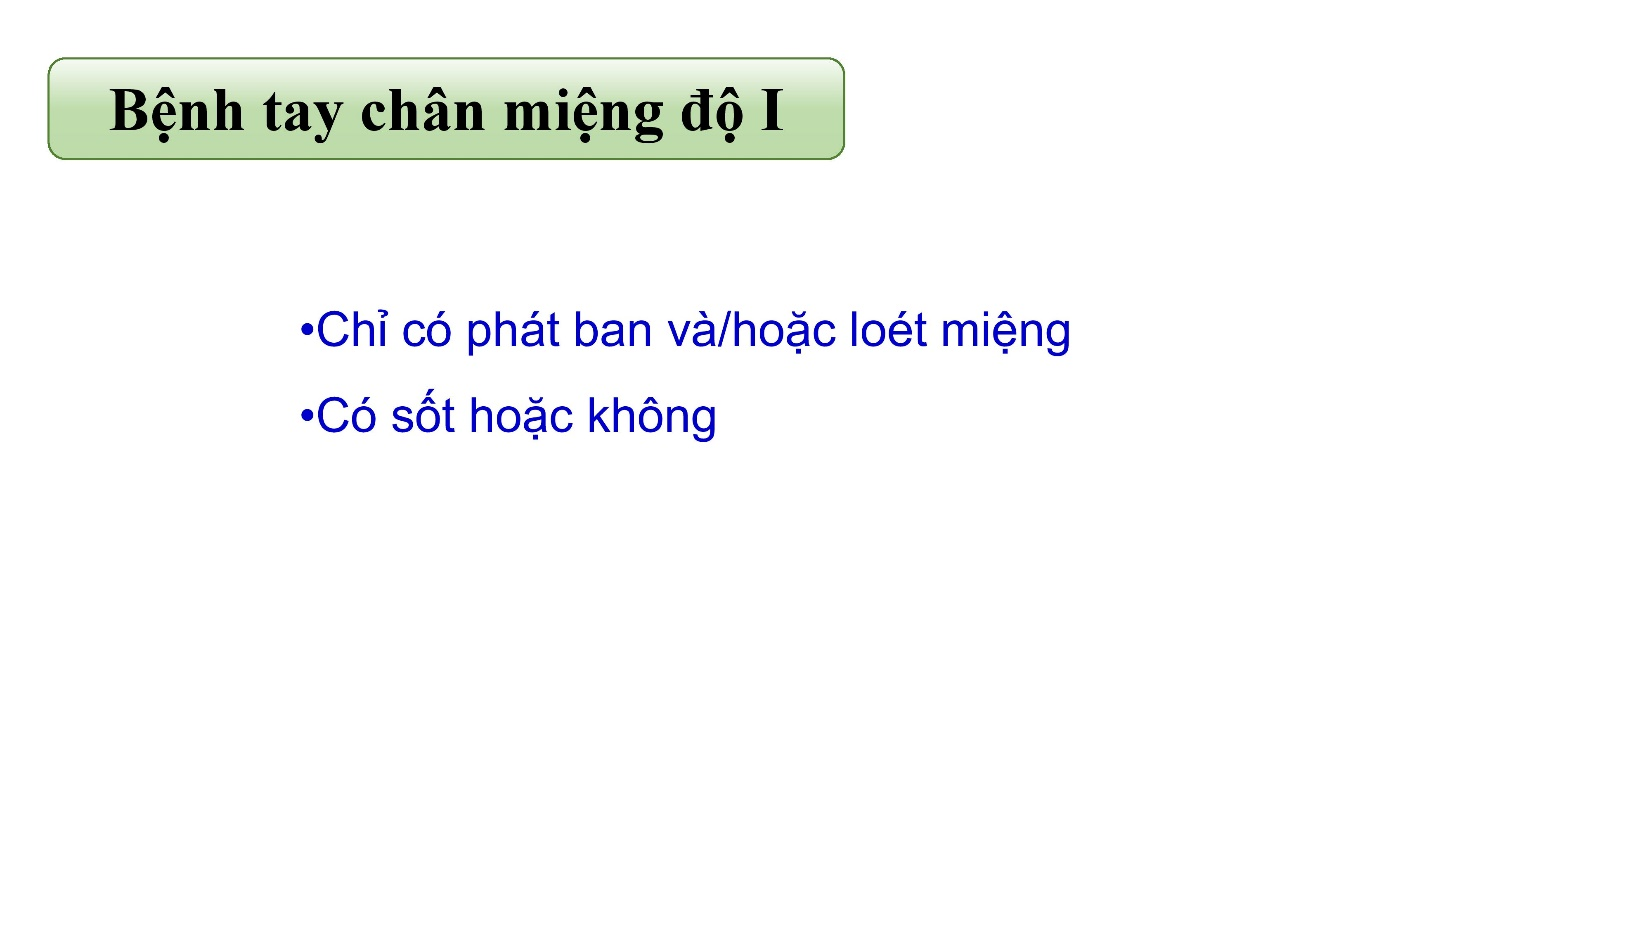 Bệnh tay chân miệng độ I
•Chỉ có phát ban và/hoặc loét miệng
•Có sốt hoặc không